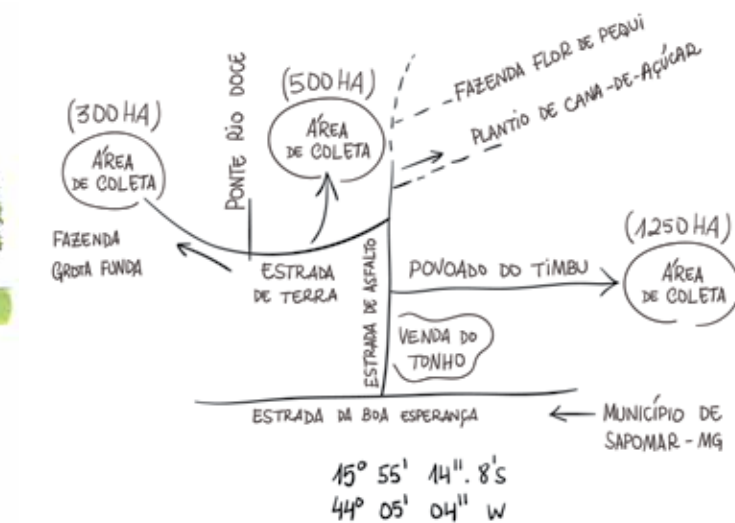 (300 HA)
ÁREA
DE COLETA
PONTE RIO DOCE
(500 HA)
ÁREA
DE COLETA
FAZENDA FLOR DE PEQUI
PLANTIO DE CANA-DE-AÇÚCAR
FAZENDA
GROTA FUNDA
ESTRADA
DE TERRA
ESTRADA DE ASFALTO
POVOADO DO TIMBU
(1250 HA)
ÁREA
DE COLETA
VENDA DO
TONHO
ESTRADA DA BOA ESPERANÇA
MUNICÍPIO DE
SAPOMAR - MG
15° 55' 14". 8'S
44° 05' 04" W